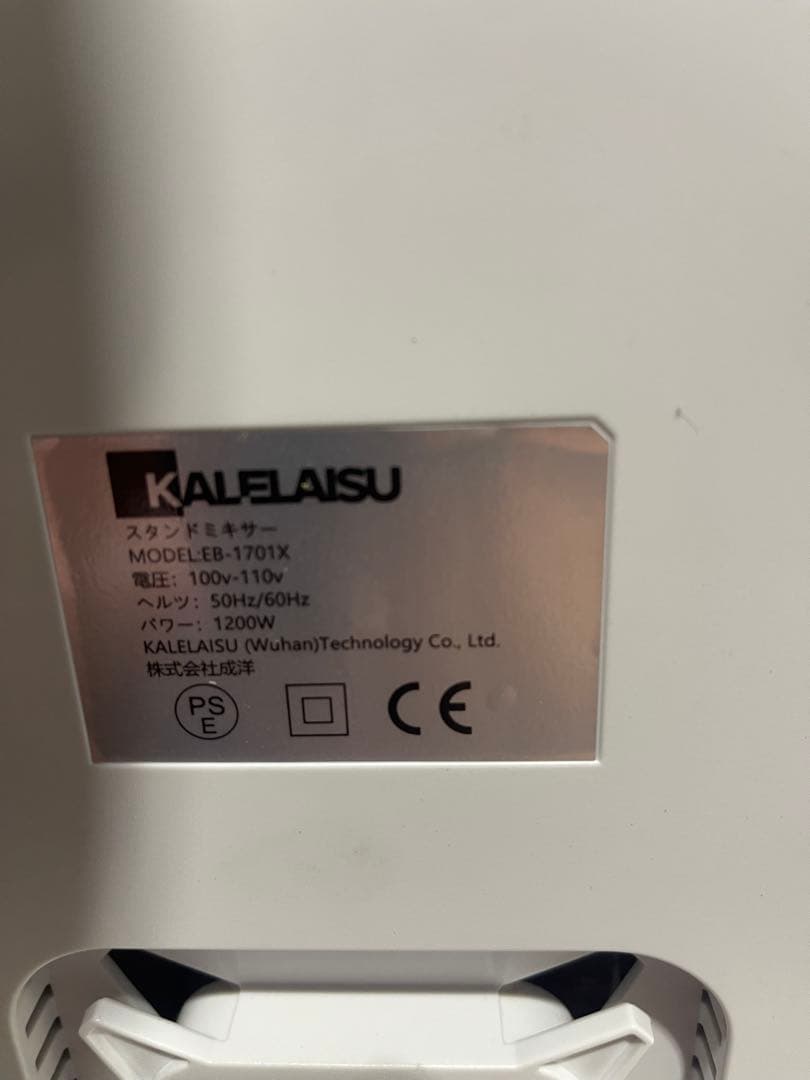 KALELAISU
スタンドミキサー
MODEL:EB-1701X
電圧：100v-110v
ヘルツ：50Hz/60Hz
パワー：1200W
KALELAISU (Wuhan)Technology Co., Ltd.
株式会社成洋
PS
E
CE